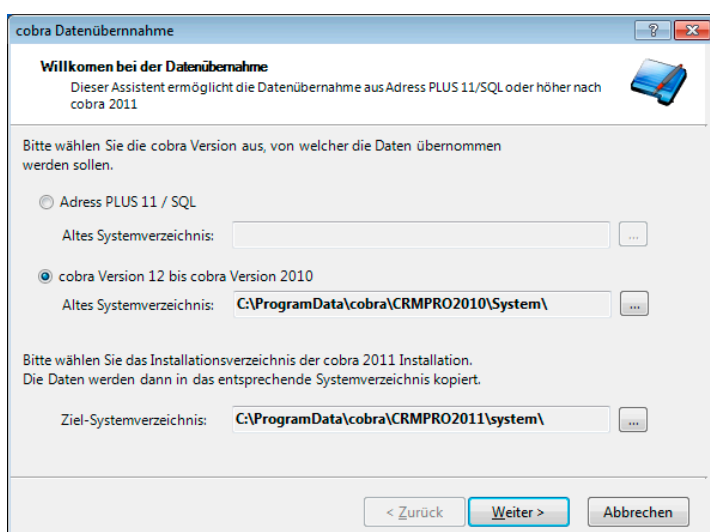 cobra Datenübernnahme
?
Willkomen bei der Datenübernahme
Dieser Assistent ermöglicht die Datenübernahme aus Adress PLUS 11/SQL oder höher nach
cobra 2011
Bitte wählen Sie die cobra Version aus, von welcher die Daten übernommen
werden sollen.
Adress PLUS 11 / SQL
Altes Systemverzeichnis:
...
cobra Version 12 bis cobra Version 2010
Altes Systemverzeichnis: C:\ProgramData\cobra\CRMPRO2010\System\ ...
Bitte wählen Sie das Installationsverzeichnis der cobra 2011 Installation.
Die Daten werden dann in das entsprechende Systemverzeichnis kopiert.
Ziel-Systemverzeichnis: C:\ProgramData\cobra\CRMPRO2011\system\ ...
< Zurück Weiter > Abbrechen